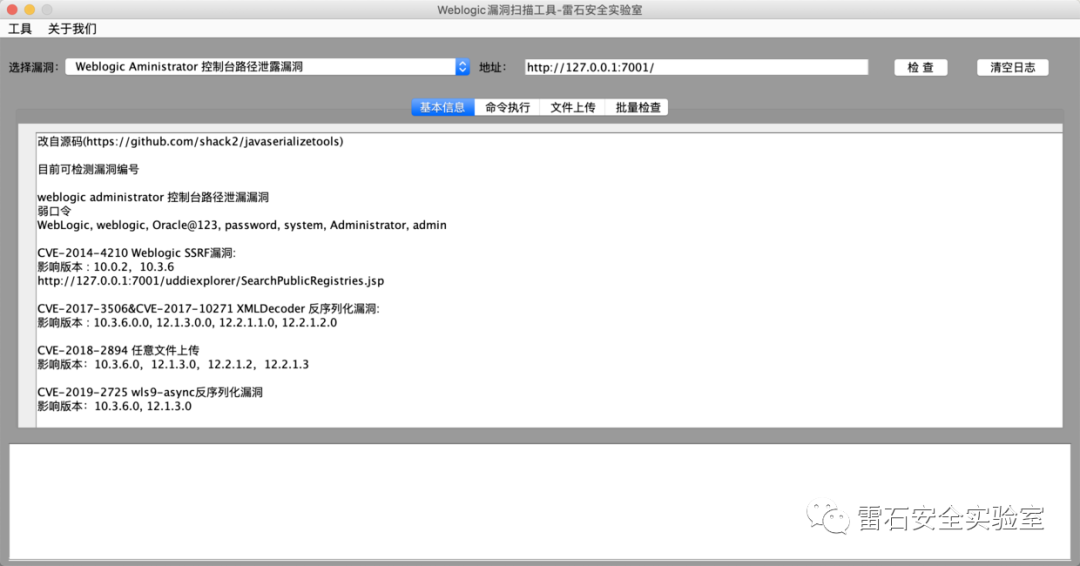 Weblogic漏洞扫描工具-雷石安全实验室
工具 关于我们
选择漏洞: Weblogic Aministrator 控制台路径泄露漏洞 地址: http://127.0.0.1:7001/ 检 查 清空日志
基本信息 命令执行 文件上传 批量检查
改自源码(https://github.com/shack2/javaserializetools)
目前可检测漏洞编号
weblogic administrator 控制台路径泄漏漏洞
弱口令
WebLogic, weblogic, Oracle@123, password, system, Administrator, admin
CVE-2014-4210 Weblogic SSRF漏洞:
影响版本：10.0.2，10.3.6
http://127.0.0.1:7001/uddiexplorer/SearchPublicRegistries.jsp
CVE-2017-3506&CVE-2017-10271 XMLDecoder 反序列化漏洞:
影响版本：10.3.6.0.0, 12.1.3.0.0, 12.2.1.1.0, 12.2.1.2.0
CVE-2018-2894 任意文件上传
影响版本：10.3.6.0，12.1.3.0，12.2.1.2，12.2.1.3
CVE-2019-2725 wls9-async反序列化漏洞
影响版本：10.3.6.0, 12.1.3.0
雷石安全实验室